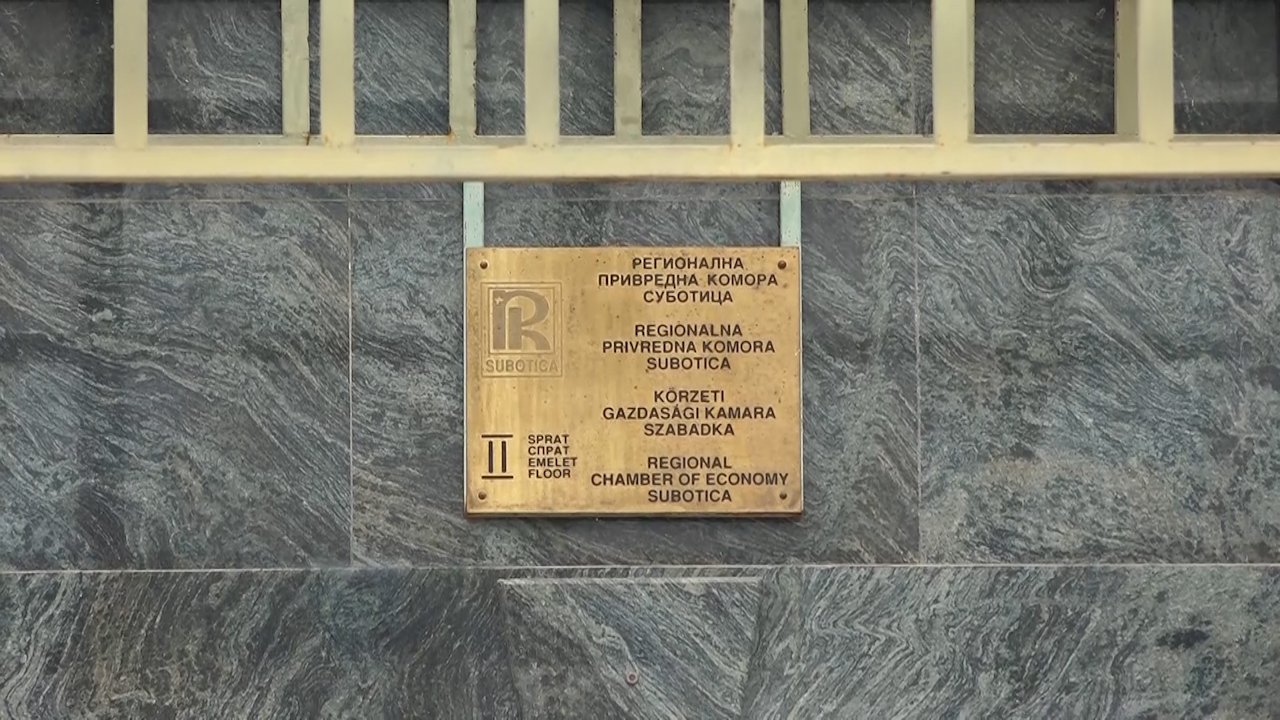 РЕГИОНАЛНА
ПРИВРЕДНА КОМОРА
СУБОТИЦА
REGIONALNA
PRIVREDNA KOMORA
SUBOTICA
KÖRZETI
GAZDASÁGI KAMARA
SZABADKA
REGIONAL
CHAMBER OF ECONOMY
SUBOTICA
PK
SUBOTICA
II
SPRAT
СПРАТ
EMELET
FLOOR